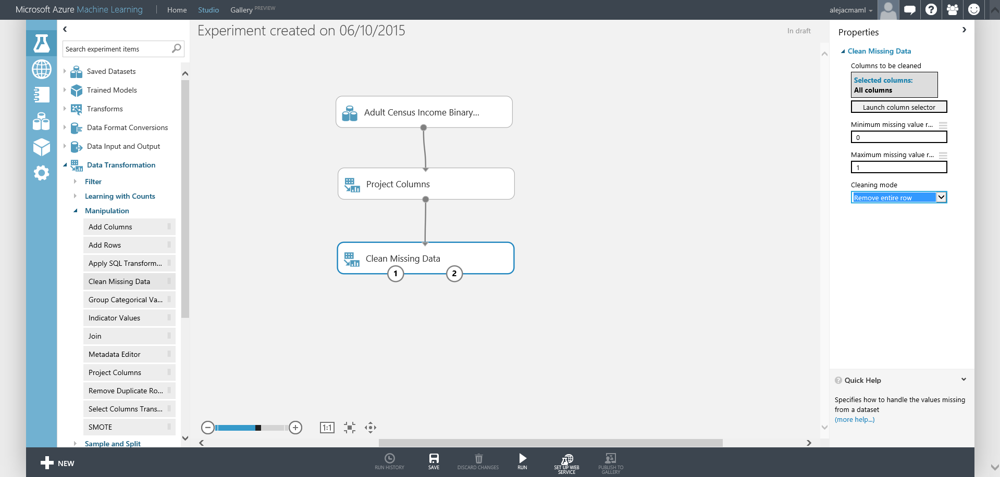 Microsoft Azure Machine Learning
Home
Studio
Gallery PREVIEW
alejacmaml
Search experiment items
Saved Datasets
Trained Models
Transforms
Data Format Conversions
Data Input and Output
Data Transformation
Filter
Learning with Counts
Manipulation
Add Columns
Add Rows
Apply SQL Transform...
Clean Missing Data
Group Categorical Va...
Indicator Values
Join
Metadata Editor
Project Columns
Remove Duplicate Ro...
Select Columns Trans...
SMOTE
Sample and Split
Experiment created on 06/10/2015
In draft
Adult Census Income Binary...
Project Columns
Clean Missing Data
1
2
1:1
Properties
Clean Missing Data
Columns to be cleaned
Selected columns:
All columns
Launch column selector
Minimum missing value r...
0
Maximum missing value r...
1
Cleaning mode
Remove entire row
Quick Help
Specifies how to handle the values missing
from a dataset
(more help...)
NEW
RUN HISTORY
SAVE
DISCARD CHANGES
RUN
SET UP WEB
SERVICE
PUBLISH TO
GALLERY